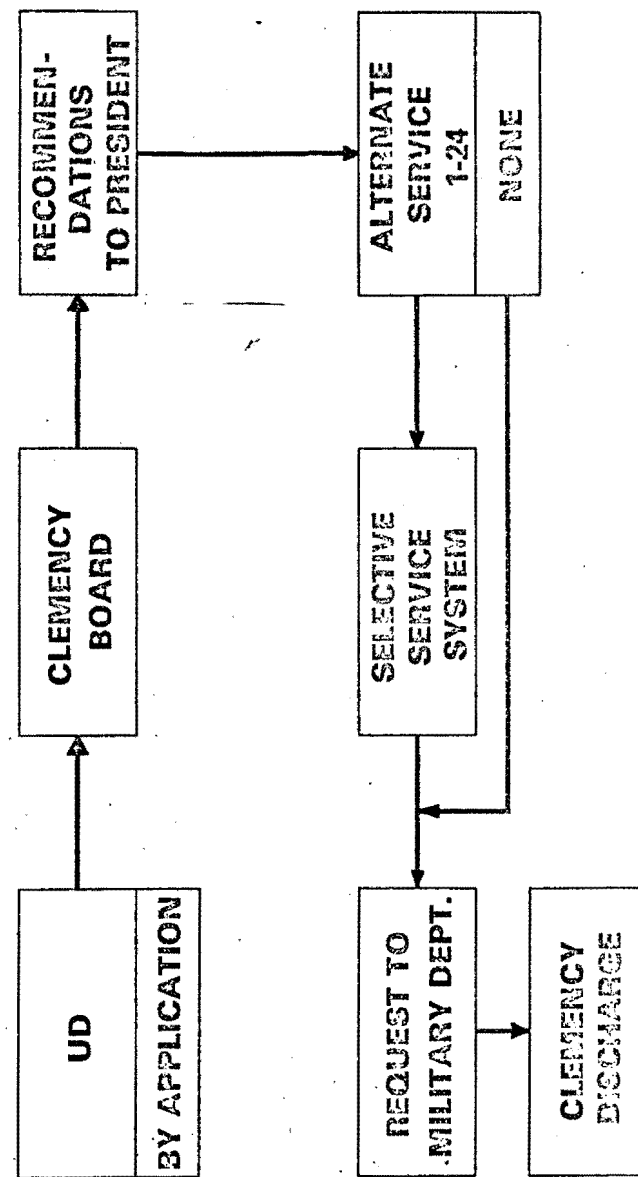 UD
BY APPLICATION
CLEMENCY
BOARD
RECOMMEN-
DATIONS
TO PRESIDENT
ALTERNATE
SERVICE
1-24
NONE
SELECTIVE
SERVICE
SYSTEM
REQUEST TO
MILITARY DEPT.
CLEMENCY
DISCHARGE